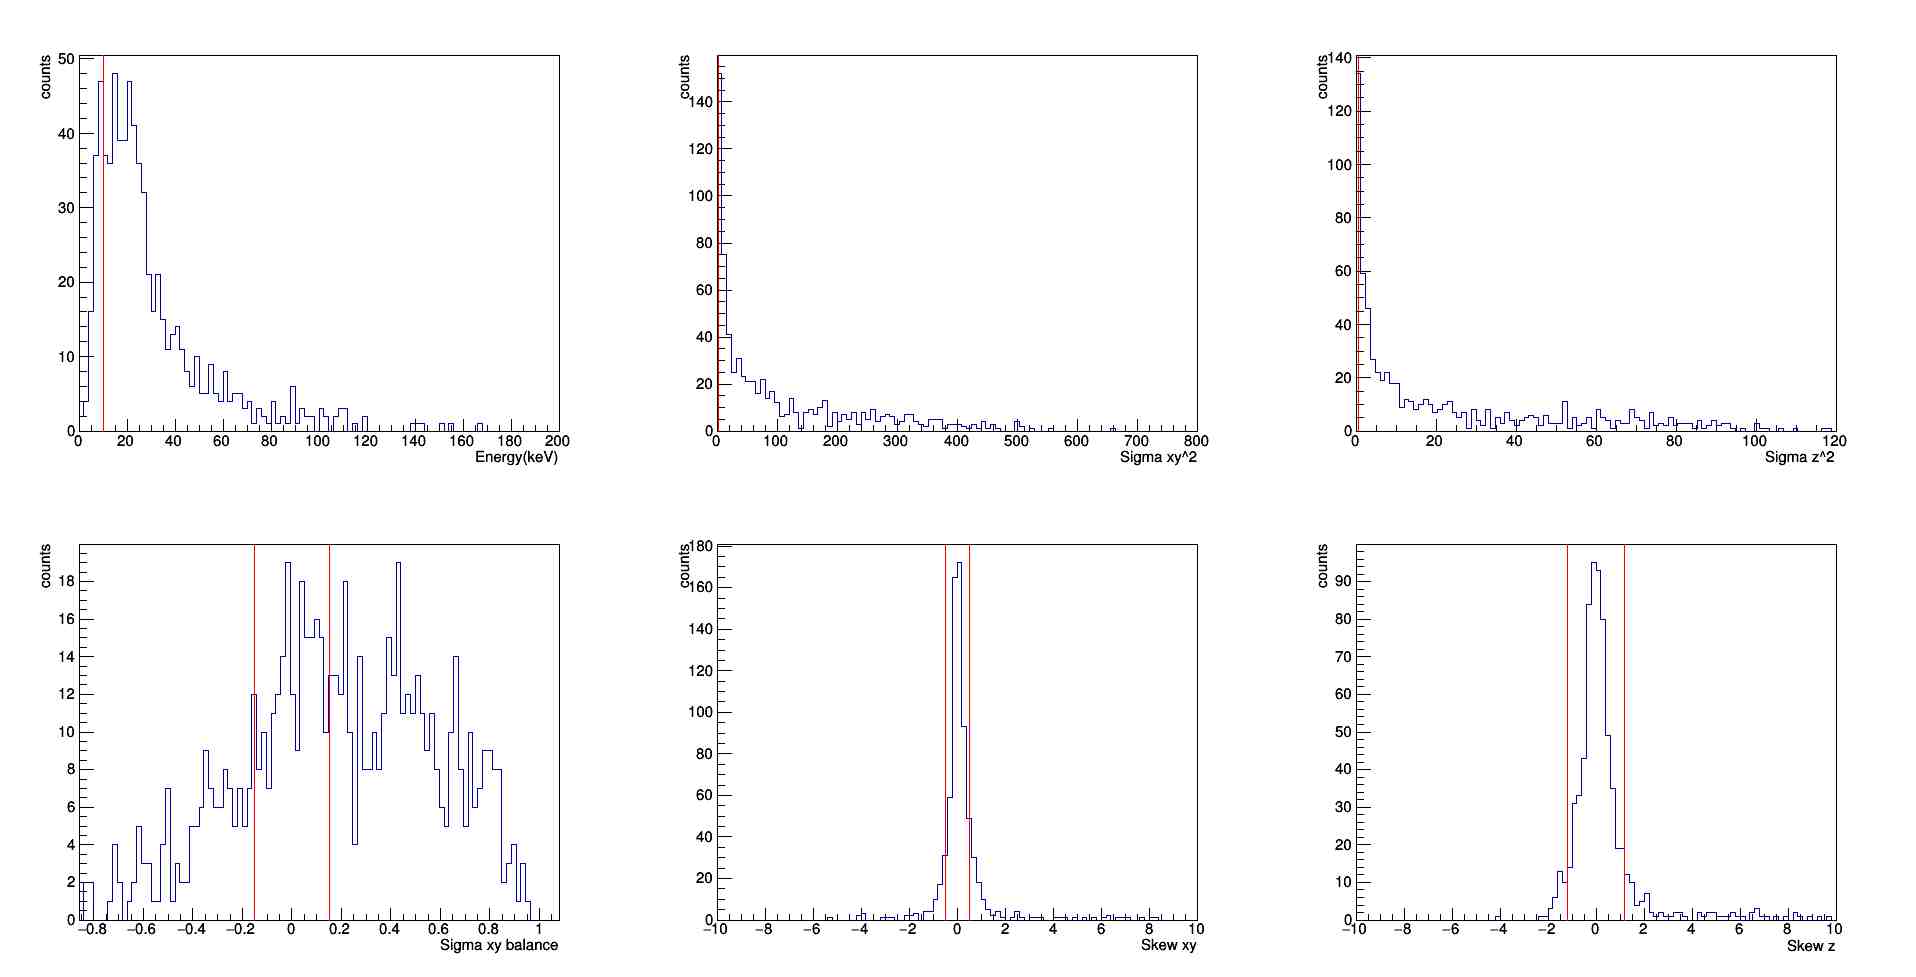 counts
50
40
30
20
10
0
0 20 40 60 80 100 120 140 160 180 200
Energy(keV)
counts
140
120
100
80
60
40
20
0
0 100 200 300 400 500 600 700 800
Sigma xy^2
counts
140
120
100
80
60
40
20
0
0 20 40 60 80 100 120
Sigma z^2
counts
18
16
14
12
10
8
6
4
2
0
−0.8 −0.6 −0.4 −0.2 0 0.2 0.4 0.6 0.8 1
Sigma xy balance
counts
180
160
140
120
100
80
60
40
20
0
−10 −8 −6 −4 −2 0 2 4 6 8 10
Skew xy
counts
90
80
70
60
50
40
30
20
10
0
−10 −8 −6 −4 −2 0 2 4 6 8 10
Skew z